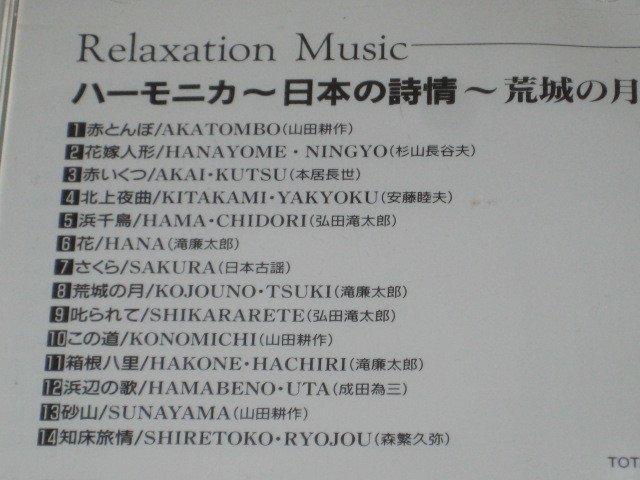 Relaxation Music
ハーモニカ～日本の詩情～荒城の月
1赤とんぼ/AKATOMBO(山田耕作)
2花嫁人形/HANAYOME・NINGYO(杉山長谷夫)
3赤いくつ/AKAI・KUTSU(本居長世)
4北上夜曲/KITAKAMI・YAKYOKU(安藤睦夫)
5浜千鳥/HAMA・CHIDORI(弘田滝太郎)
6花/HANA(滝廉太郎)
7さくら/SAKURA(日本古謡)
8荒城の月/KOJOUNO・TSUKI(滝廉太郎)
9叱られて/SHIKARARETE(弘田滝太郎)
10この道/KONOMICHI(山田耕作)
11箱根八里/HAKONE・HACHIRI(滝廉太郎)
12浜辺の歌/HAMABENO・UTA(成田為三)
13砂山/SUNAYAMA(山田耕作)
14知床旅情/SHIRETOKO・RYOJOU(森繁久弥)
TOTA